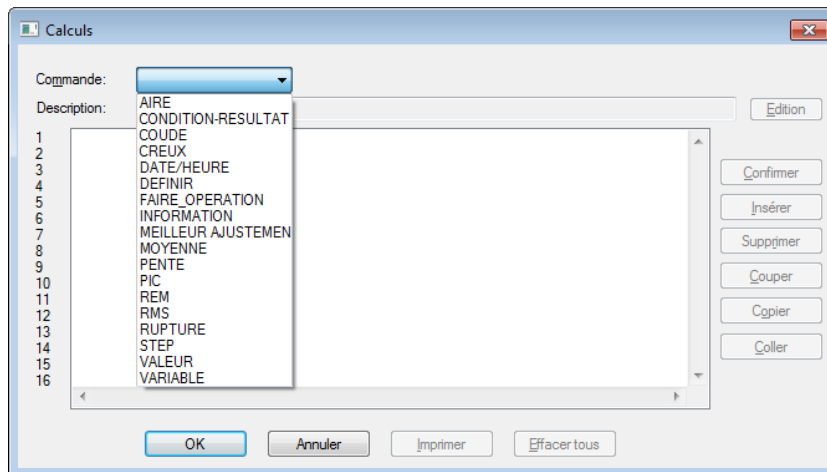 Calculs
Commande:
AIRE
CONDITION-RESULTAT
COUDE
CREUX
DATE/HEURE
DEFINIR
FAIRE_OPERATION
INFORMATION
MEILLEUR AJUSTEMEN
MOYENNE
PENTE
PIC
REM
RMS
RUPTURE
STEP
VALEUR
VARIABLE
Description:
Edition
1
2
3
4
5
6
7
8
9
10
11
12
13
14
15
16
Confirmer
Insérer
Supprimer
Couper
Copier
Coller
OK
Annuler
Imprimer
Effacer tous